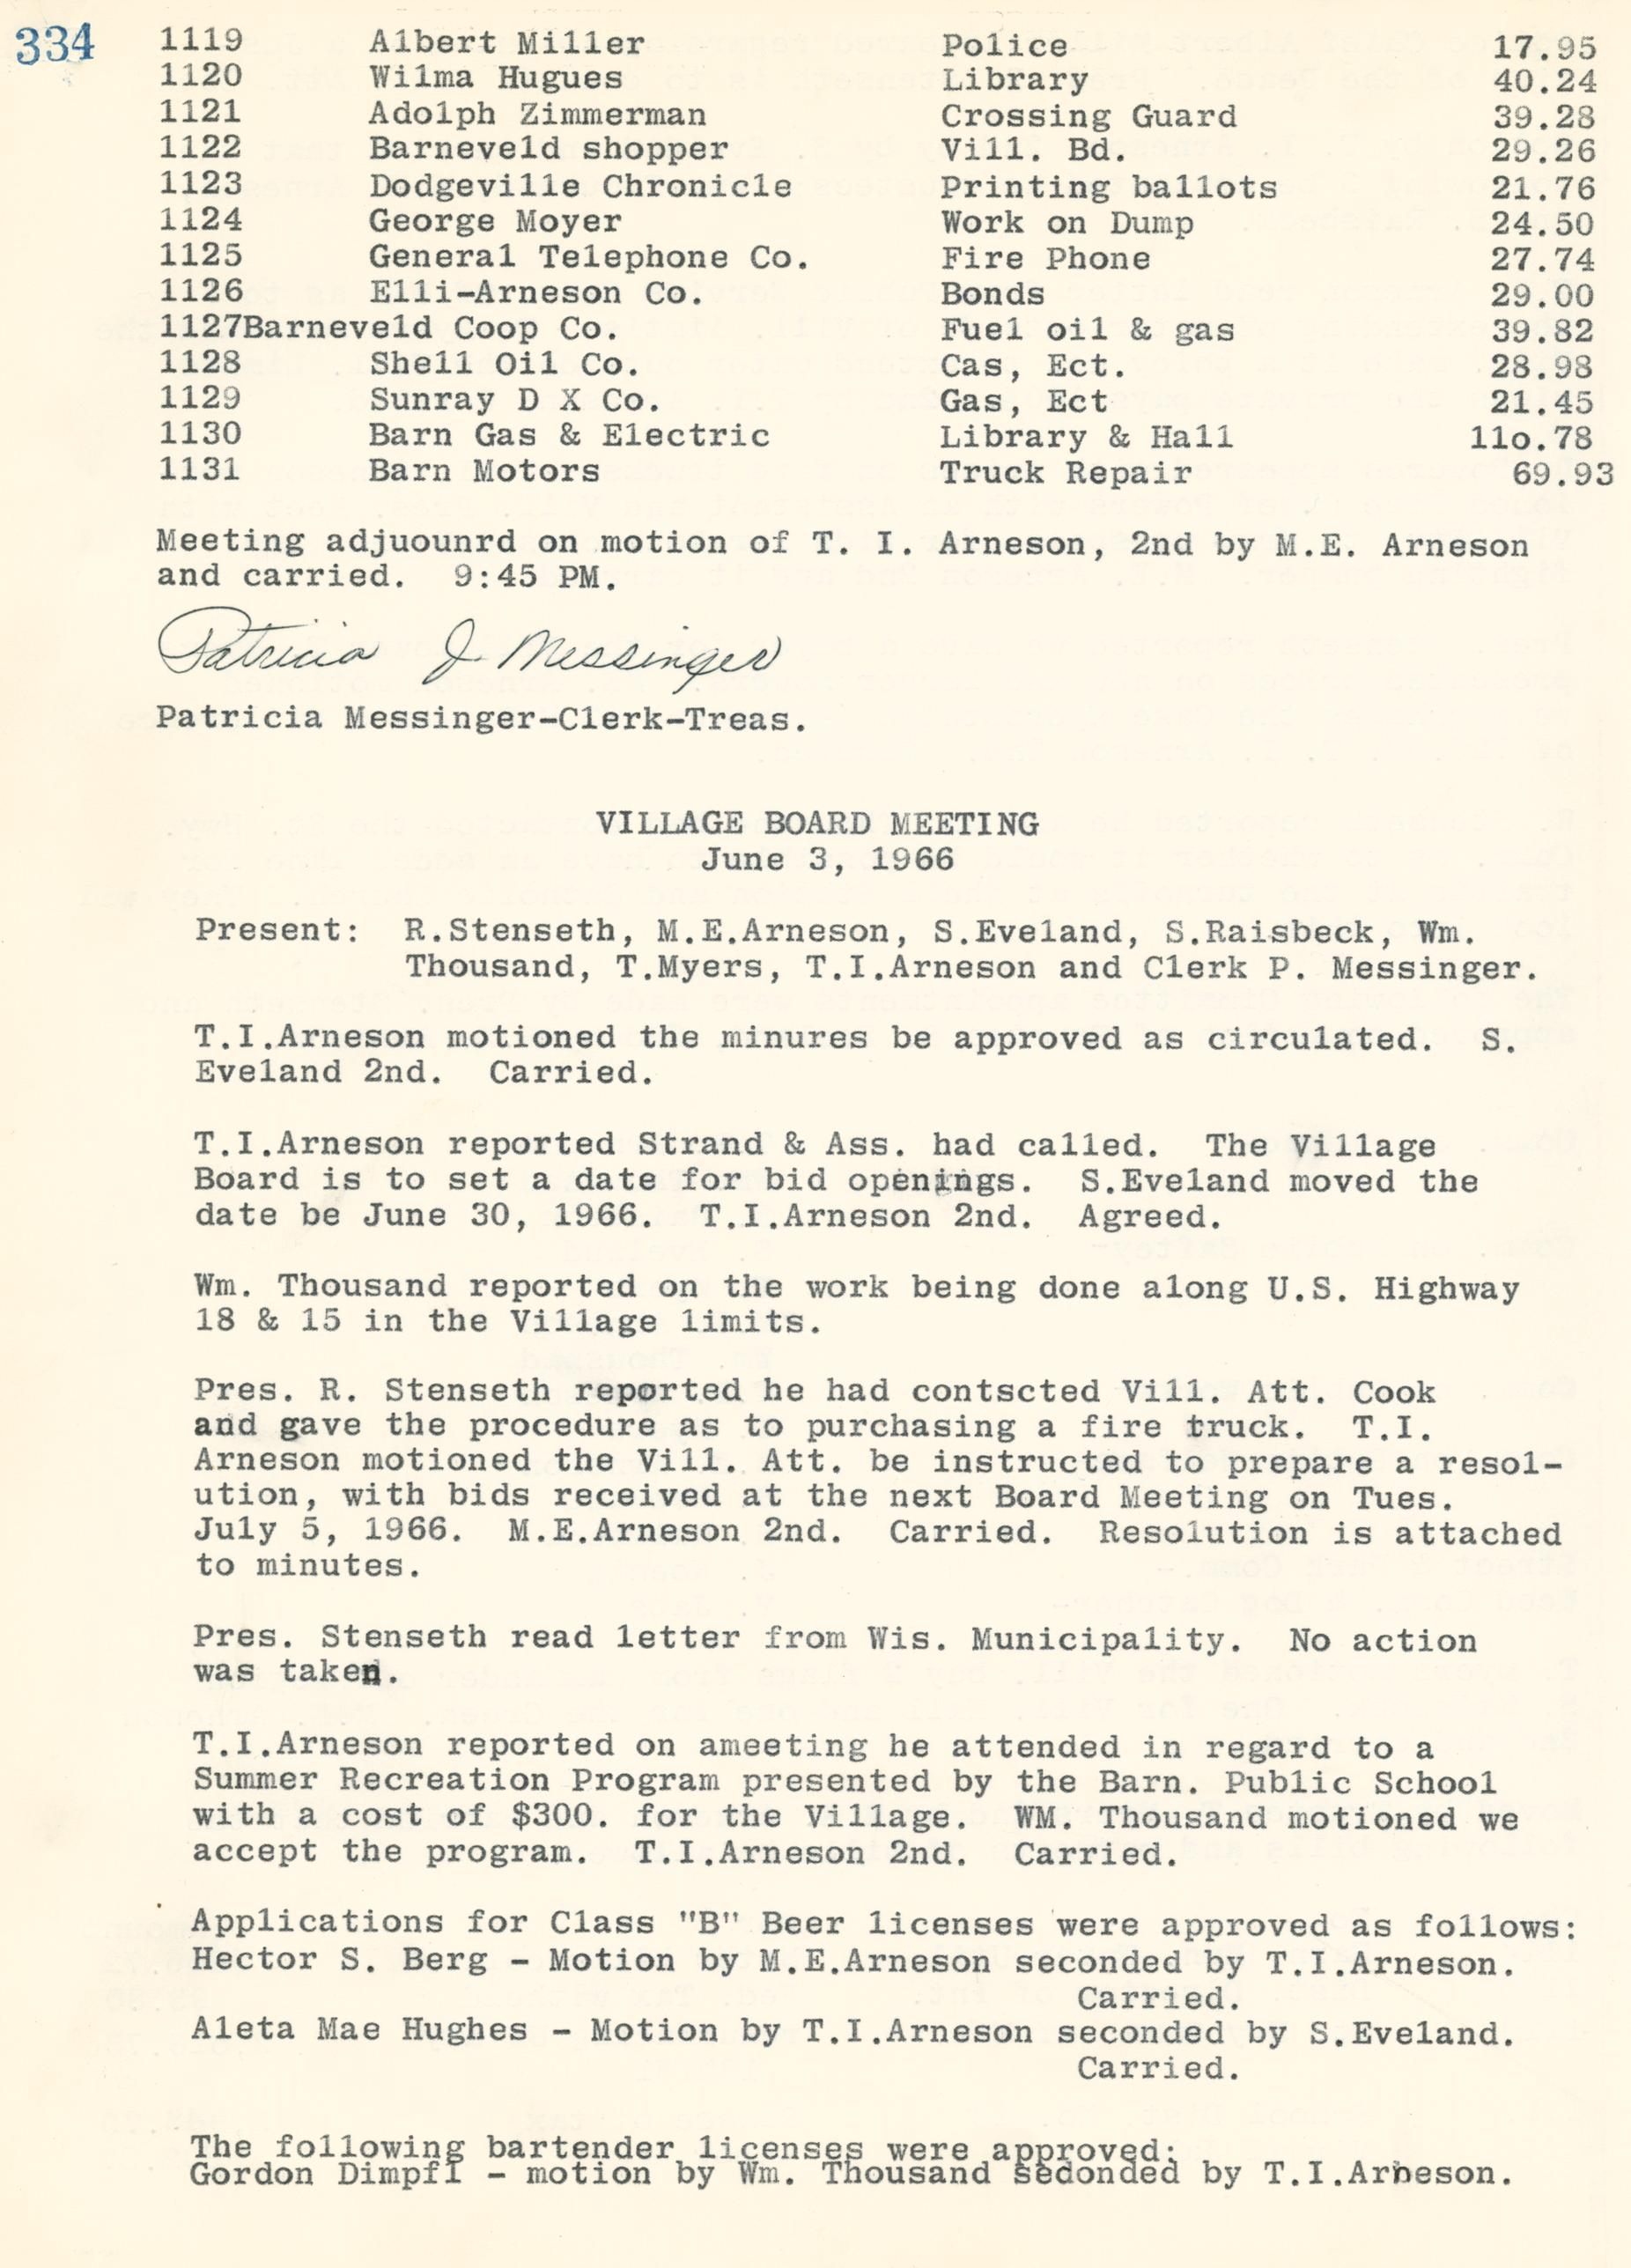 334
1119 Albert Miller Police 17.95
1120 Wilma Hugues Library 40.24
1121 Adolph Zimmerman Crossing Guard 39.28
1122 Barneveld shopper Vill. Bd. 29.26
1123 Dodgeville Chronicle Printing ballots 21.76
1124 George Moyer Work on Dump 24.50
1125 General Telephone Co. Fire Phone 27.74
1126 Elli-Arneson Co. Bonds 29.00
1127Barneveld Coop Co. Fuel oil & gas 39.82
1128 Shell Oil Co. Cas, Ect. 28.98
1129 Sunray D X Co. Gas, Ect 21.45
1130 Barn Gas & Electric Library & Hall 11o.78
1131 Barn Motors Truck Repair 69.93
Meeting adjuounrd on motion of T. I. Arneson, 2nd by M.E. Arneson
and carried. 9:45 PM.
Patricia J Messinger
Patricia Messinger-Clerk-Treas.
VILLAGE BOARD MEETING
June 3, 1966
Present: R.Stenseth, M.E.Arneson, S.Eveland, S.Raisbeck, Wm.
Thousand, T.Myers, T.I.Arneson and Clerk P. Messinger.
T.I.Arneson motioned the minures be approved as circulated. S.
Eveland 2nd. Carried.
T.I.Arneson reported Strand & Ass. had called. The Village
Board is to set a date for bid openings. S.Eveland moved the
date be June 30, 1966. T.I.Arneson 2nd. Agreed.
Wm. Thousand reported on the work being done along U.S. Highway
18 & 15 in the Village limits.
Pres. R. Stenseth reported he had contscted Vill. Att. Cook
and gave the procedure as to purchasing a fire truck. T.I.
Arneson motioned the Vill. Att. be instructed to prepare a resol-
ution, with bids received at the next Board Meeting on Tues.
July 5, 1966. M.E.Arneson 2nd. Carried. Resolution is attached
to minutes.
Pres. Stenseth read letter from Wis. Municipality. No action
was taken.
T.I.Arneson reported on ameeting he attended in regard to a
Summer Recreation Program presented by the Barn. Public School
with a cost of $300. for the Village. WM. Thousand motioned we
accept the program. T.I.Arneson 2nd. Carried.
Applications for Class "B" Beer licenses were approved as follows:
Hector S. Berg - Motion by M.E.Arneson seconded by T.I.Arneson.
Carried.
Aleta Mae Hughes - Motion by T.I.Arneson seconded by S.Eveland.
Carried.
The following bartender licenses were approved:
Gordon Dimpfl - motion by Wm. Thousand sedonded by T.I.Arneson.